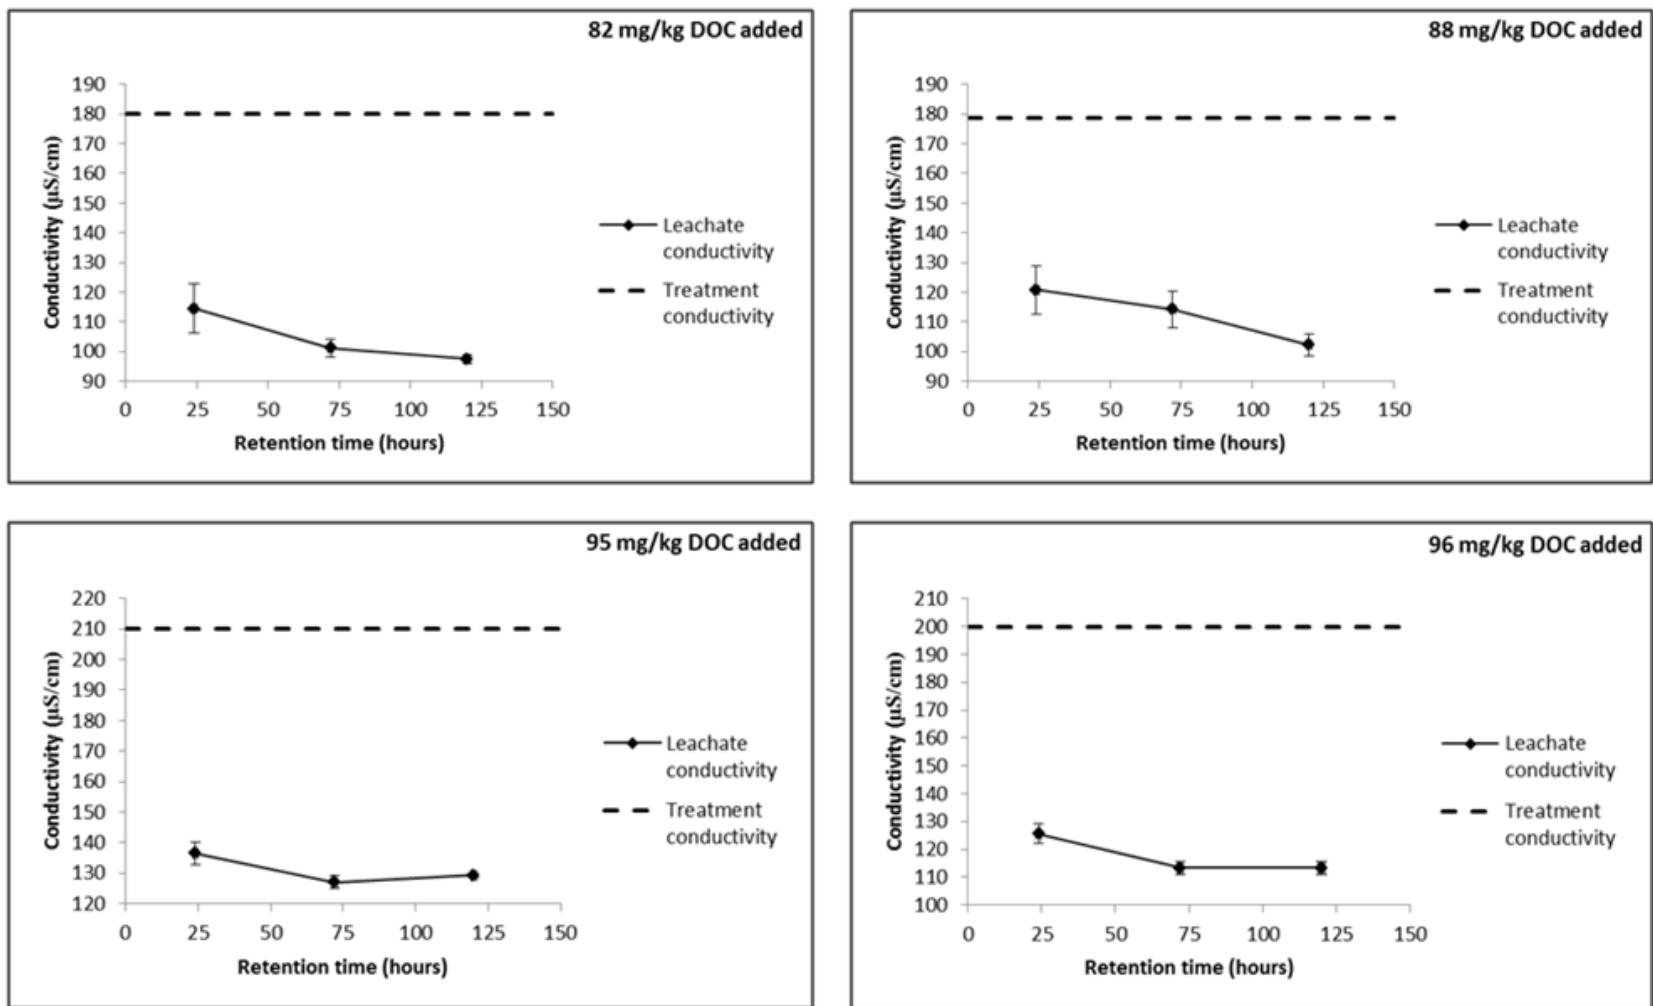 82 mg/kg DOC added
190
180
170
160
150
140
130
120
110
100
90
Conductivity (µS/cm)
0 25 50 75 100 125 150
Retention time (hours)
Leachate
conductivity
Treatment
conductivity
88 mg/kg DOC added
190
180
170
160
150
140
130
120
110
100
90
Conductivity (µS/cm)
0 25 50 75 100 125 150
Retention time (hours)
Leachate
conductivity
Treatment
conductivity
95 mg/kg DOC added
220
210
200
190
180
170
160
150
140
130
120
Conductivity (µS/cm)
0 25 50 75 100 125 150
Retention time (hours)
Leachate
conductivity
Treatment
conductivity
96 mg/kg DOC added
210
200
190
180
170
160
150
140
130
120
110
100
Conductivity (µS/cm)
0 25 50 75 100 125 150
Retention time (hours)
Leachate
conductivity
Treatment
conductivity